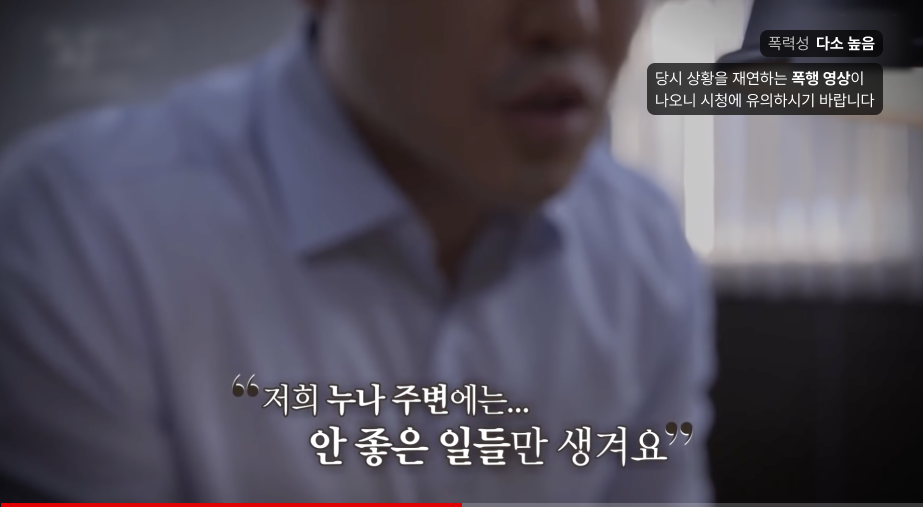 폭력성 다소 높음
당시 상황을 재연하는 폭행 영상이
나오니 시청에 유의하시기 바랍니다
“저희 누나 주변에는...
안 좋은 일들만 생겨요”